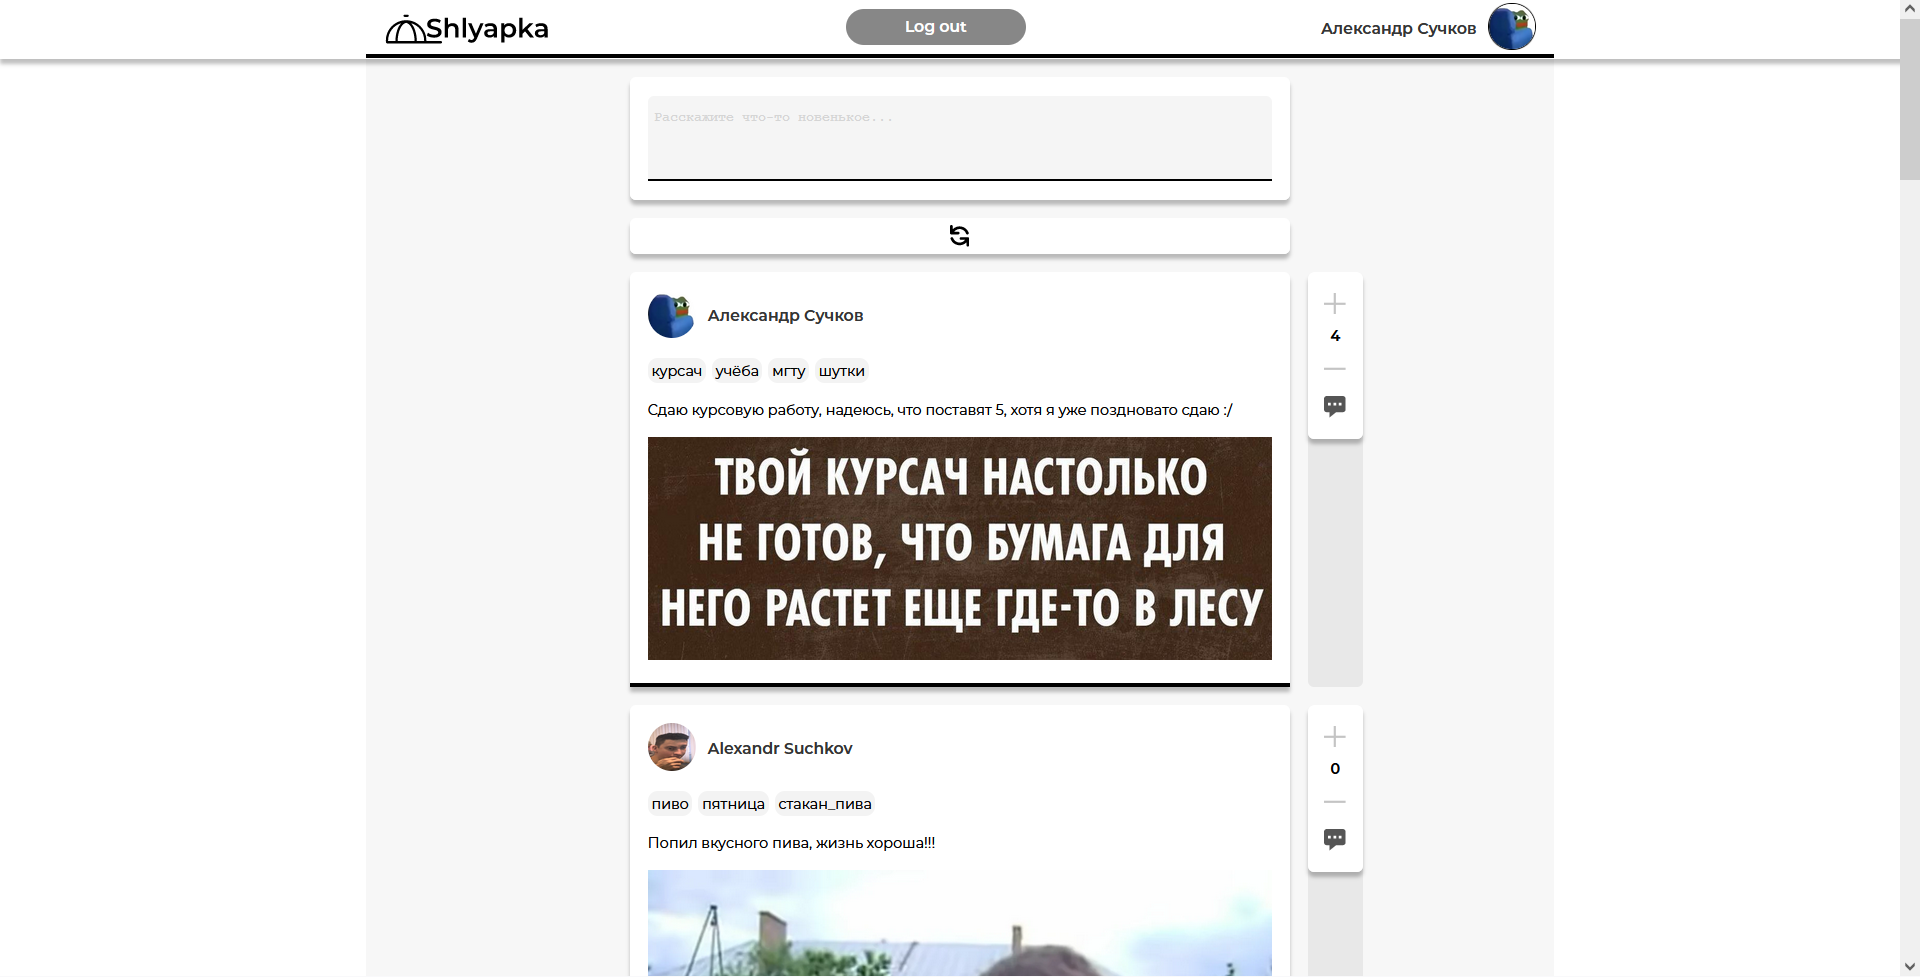 Shlyapka
Log out
Александр Сучков
Расскажите что-то новенькое...
Александр Сучков
4
курсач учёба мгту шутки
Сдаю курсовую работу, надеюсь, что поставят 5, хотя я уже поздновато сдаю :/
ТВОЙ КУРСАЧ НАСТОЛЬКО
НЕ ГОТОВ, ЧТО БУМАГА ДЛЯ
НЕГО РАСТЕТ ЕЩЕ ГДЕ-ТО В ЛЕСУ
Alexandr Suchkov
0
пиво пятница стакан_пива
Попил вкусного пива, жизнь хороша!!!